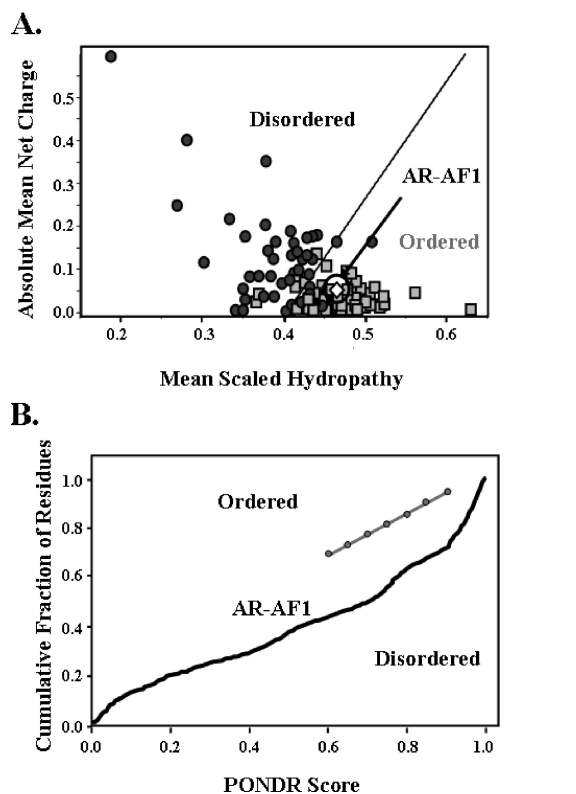 A.
Absolute Mean Net Charge
0.5
0.4
0.3
0.2
0.1
0.0
Disordered
AR-AF1
Ordered
0.2 0.3 0.4 0.5 0.6
Mean Scaled Hydropathy
B.
Cumulative Fraction of Residues
1.0
0.8
0.6
0.4
0.2
0.0
Ordered
AR-AF1
Disordered
0.0 0.2 0.4 0.6 0.8 1.0
PONDR Score